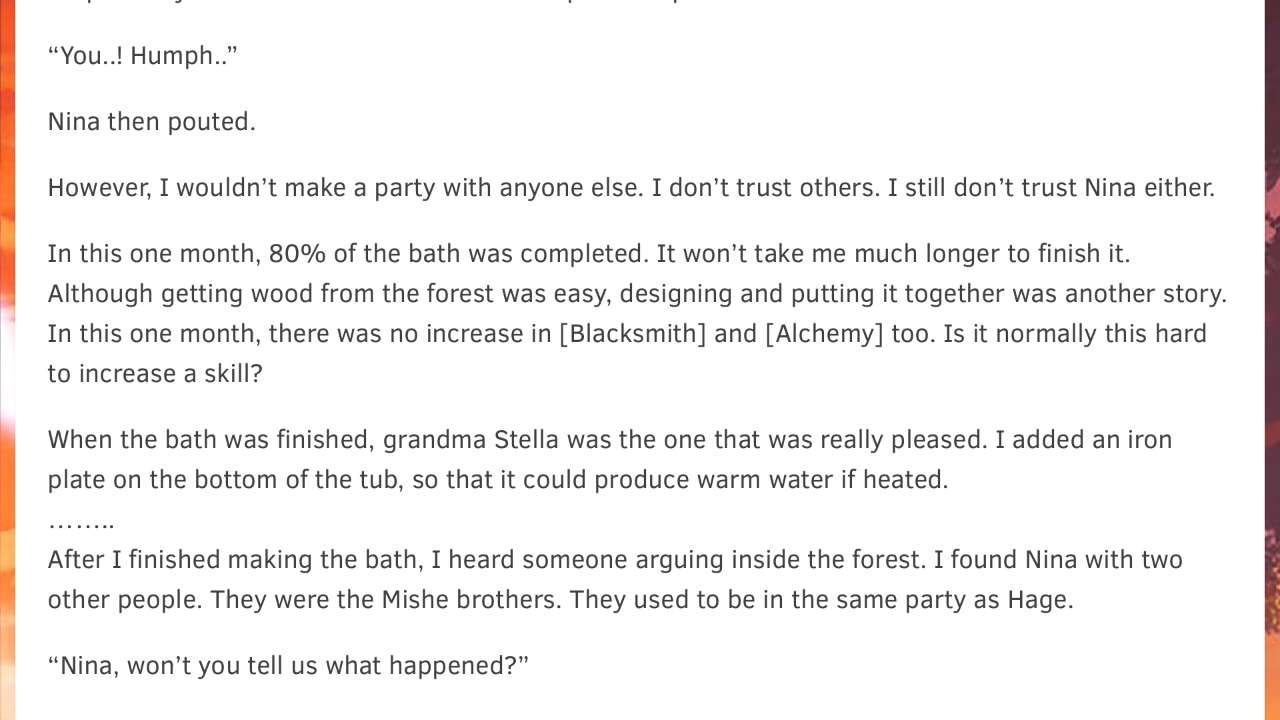 “You..! Humph..”
Nina then pouted.
However, I wouldn’t make a party with anyone else. I don’t trust others. I still don’t trust Nina either.
In this one month, 80% of the bath was completed. It won’t take me much longer to finish it.
Although getting wood from the forest was easy, designing and putting it together was another story.
In this one month, there was no increase in [Blacksmith] and [Alchemy] too. Is it normally this hard
to increase a skill?
When the bath was finished, grandma Stella was the one that was really pleased. I added an iron
plate on the bottom of the tub, so that it could produce warm water if heated.
……..
After I finished making the bath, I heard someone arguing inside the forest. I found Nina with two
other people. They were the Mishe brothers. They used to be in the same party as Hage.
“Nina, won’t you tell us what happened?”